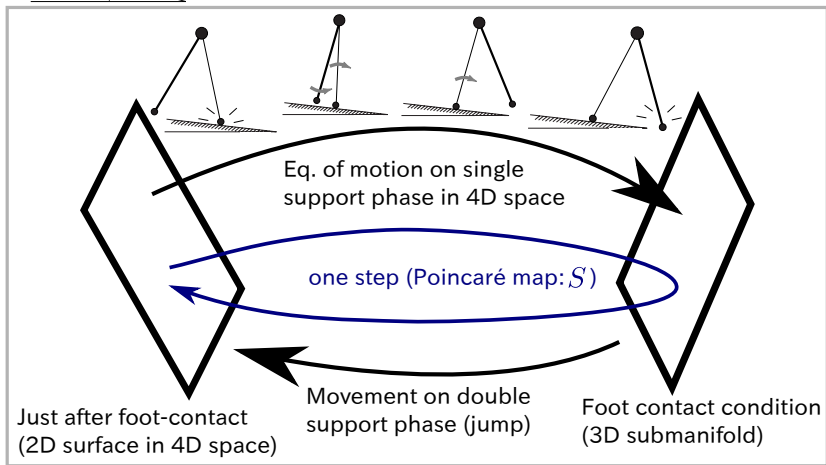 Eq. of motion on single
support phase in 4D space
one step (Poincaré map: S)
Movement on double
support phase (jump)
Just after foot-contact
(2D surface in 4D space)
Foot contact condition
(3D submanifold)